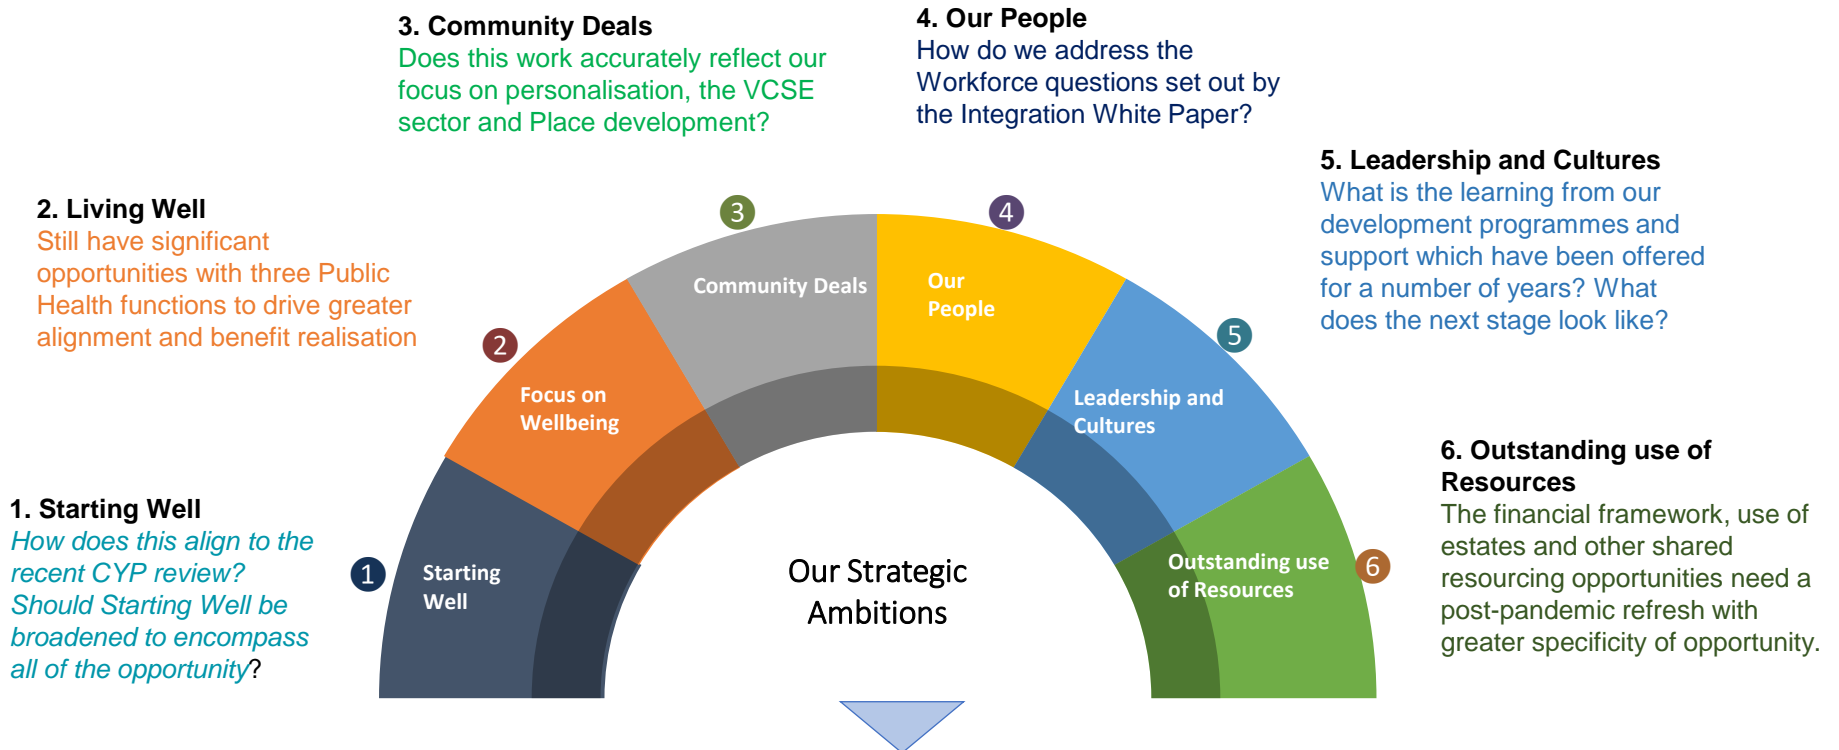 3. Community Deals
Does this work accurately reflect our
focus on personalisation, the VCSE
sector and Place development?
4. Our People
How do we address the
Workforce questions set out by
the Integration White Paper?
5. Leadership and Cultures
What is the learning from our
development programmes and
support which have been offered
for a number of years? What
does the next stage look like?
2. Living Well
Still have significant
opportunities with three Public
Health functions to drive greater
alignment and benefit realisation
6. Outstanding use of
Resources
The financial framework, use of
estates and other shared
resourcing opportunities need a
post-pandemic refresh with
greater specificity of opportunity.
1. Starting Well
How does this align to the
recent CYP review?
Should Starting Well be
broadened to encompass
all of the opportunity?
1
Starting
Well
2
Focus on
Wellbeing
3
Community Deals
4
Our
People
5
Leadership and
Cultures
6
Outstanding use
of Resources
Our Strategic
Ambitions